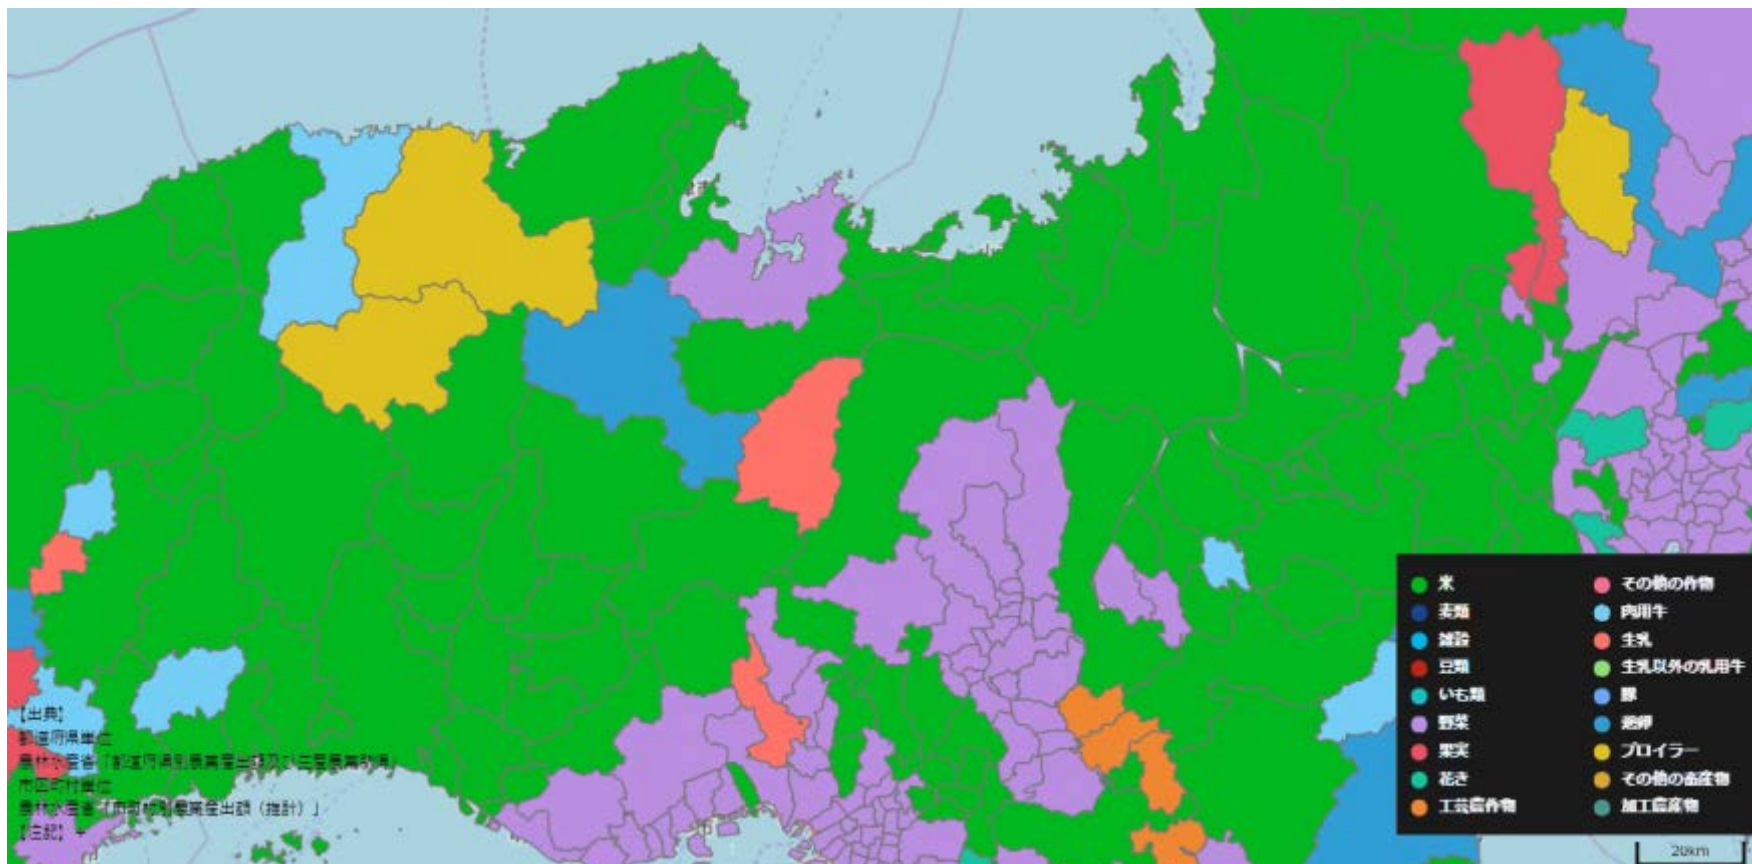 【出典】
都道府県単位
農林水産省「都道府県別農業産出額及び生産農業所得」
市区町村単位
農林水産省「市町村別農業産出額（推計）」
【注記】 +
米
麦類
雑穀
豆類
いも類
野菜
果実
花き
工芸農作物
その他の作物
肉用牛
生乳
生乳以外の乳用牛
豚
鶏卵
ブロイラー
その他の畜産物
加工農産物
20km